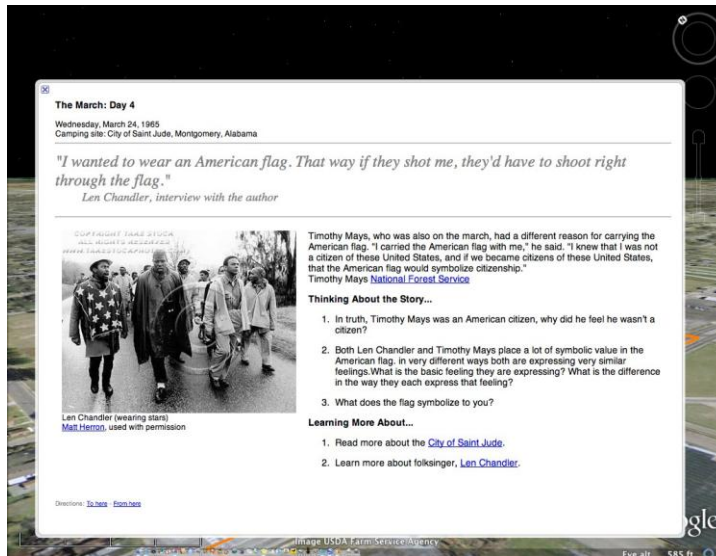 The March: Day 4
Wednesday, March 24, 1965
Camping site: City of Saint Jude, Montgomery, Alabama
"I wanted to wear an American flag. That way if they shot me, they'd have to shoot right
through the flag."
Len Chandler, interview with the author
COPYRIGHT TAKE STOCK
ALL RIGHTS RESERVED
WWW.TAKESTOCKPHOTOS.COM
Len Chandler (wearing stars)
Matt Herron, used with permission
Timothy Mays, who was also on the march, had a different reason for carrying the
American flag. "I carried the American flag with me," he said. "I knew that I was not
a citizen of these United States, and if we became citizens of these United States,
that the American flag would symbolize citizenship."
Timothy Mays National Forest Service
Thinking About the Story...
1. In truth, Timothy Mays was an American citizen, why did he feel he wasn't a
citizen?
2. Both Len Chandler and Timothy Mays place a lot of symbolic value in the
American flag. in very different ways both are expressing very similar
feelings.What is the basic feeling they are expressing? What is the difference
in the way they each express that feeling?
3. What does the flag symbolize to you?
Learning More About...
1. Read more about the City of Saint Jude.
2. Learn more about folksinger, Len Chandler.
Directions: To here - From here
gle
Image USDA Farm Service Agency
Eye alt 585 ft